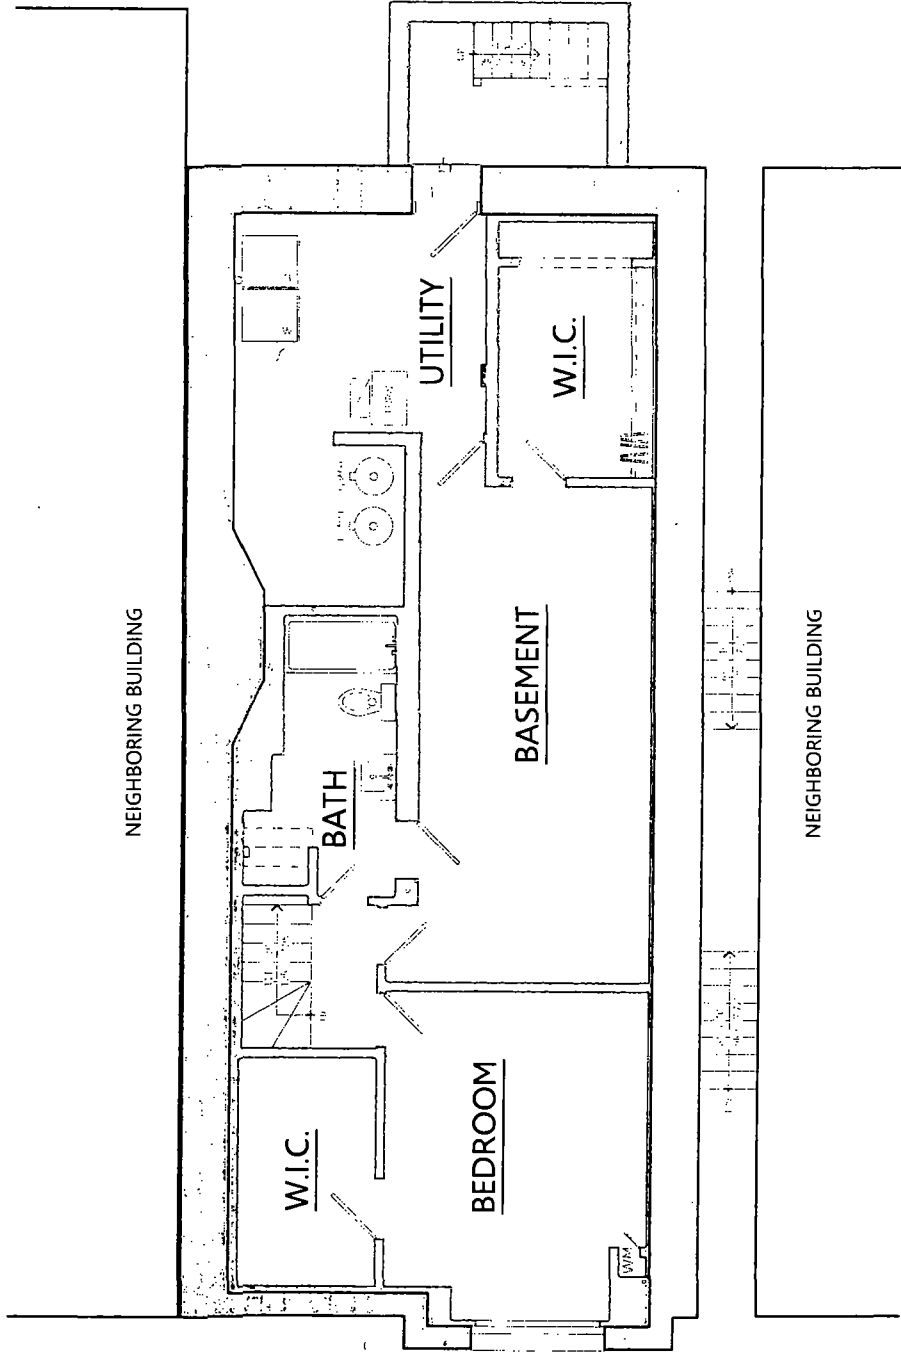 NEIGHBORING BUILDING
BATH
W.I.C.
UTILITY
W.I.C.
BASEMENT
BEDROOM
WM
W
NEIGHBORING BUILDING